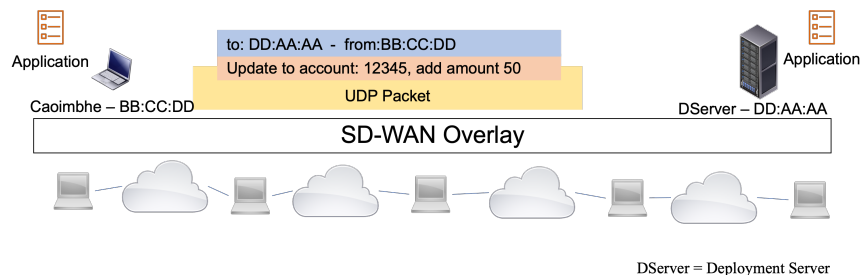 Application
Application
to: DD:AA:AA - from:BB:CC:DD
Update to account: 12345, add amount 50
UDP Packet
Caoimbhe – BB:CC:DD
DServer – DD:AA:AA
SD-WAN Overlay
DServer = Deployment Server